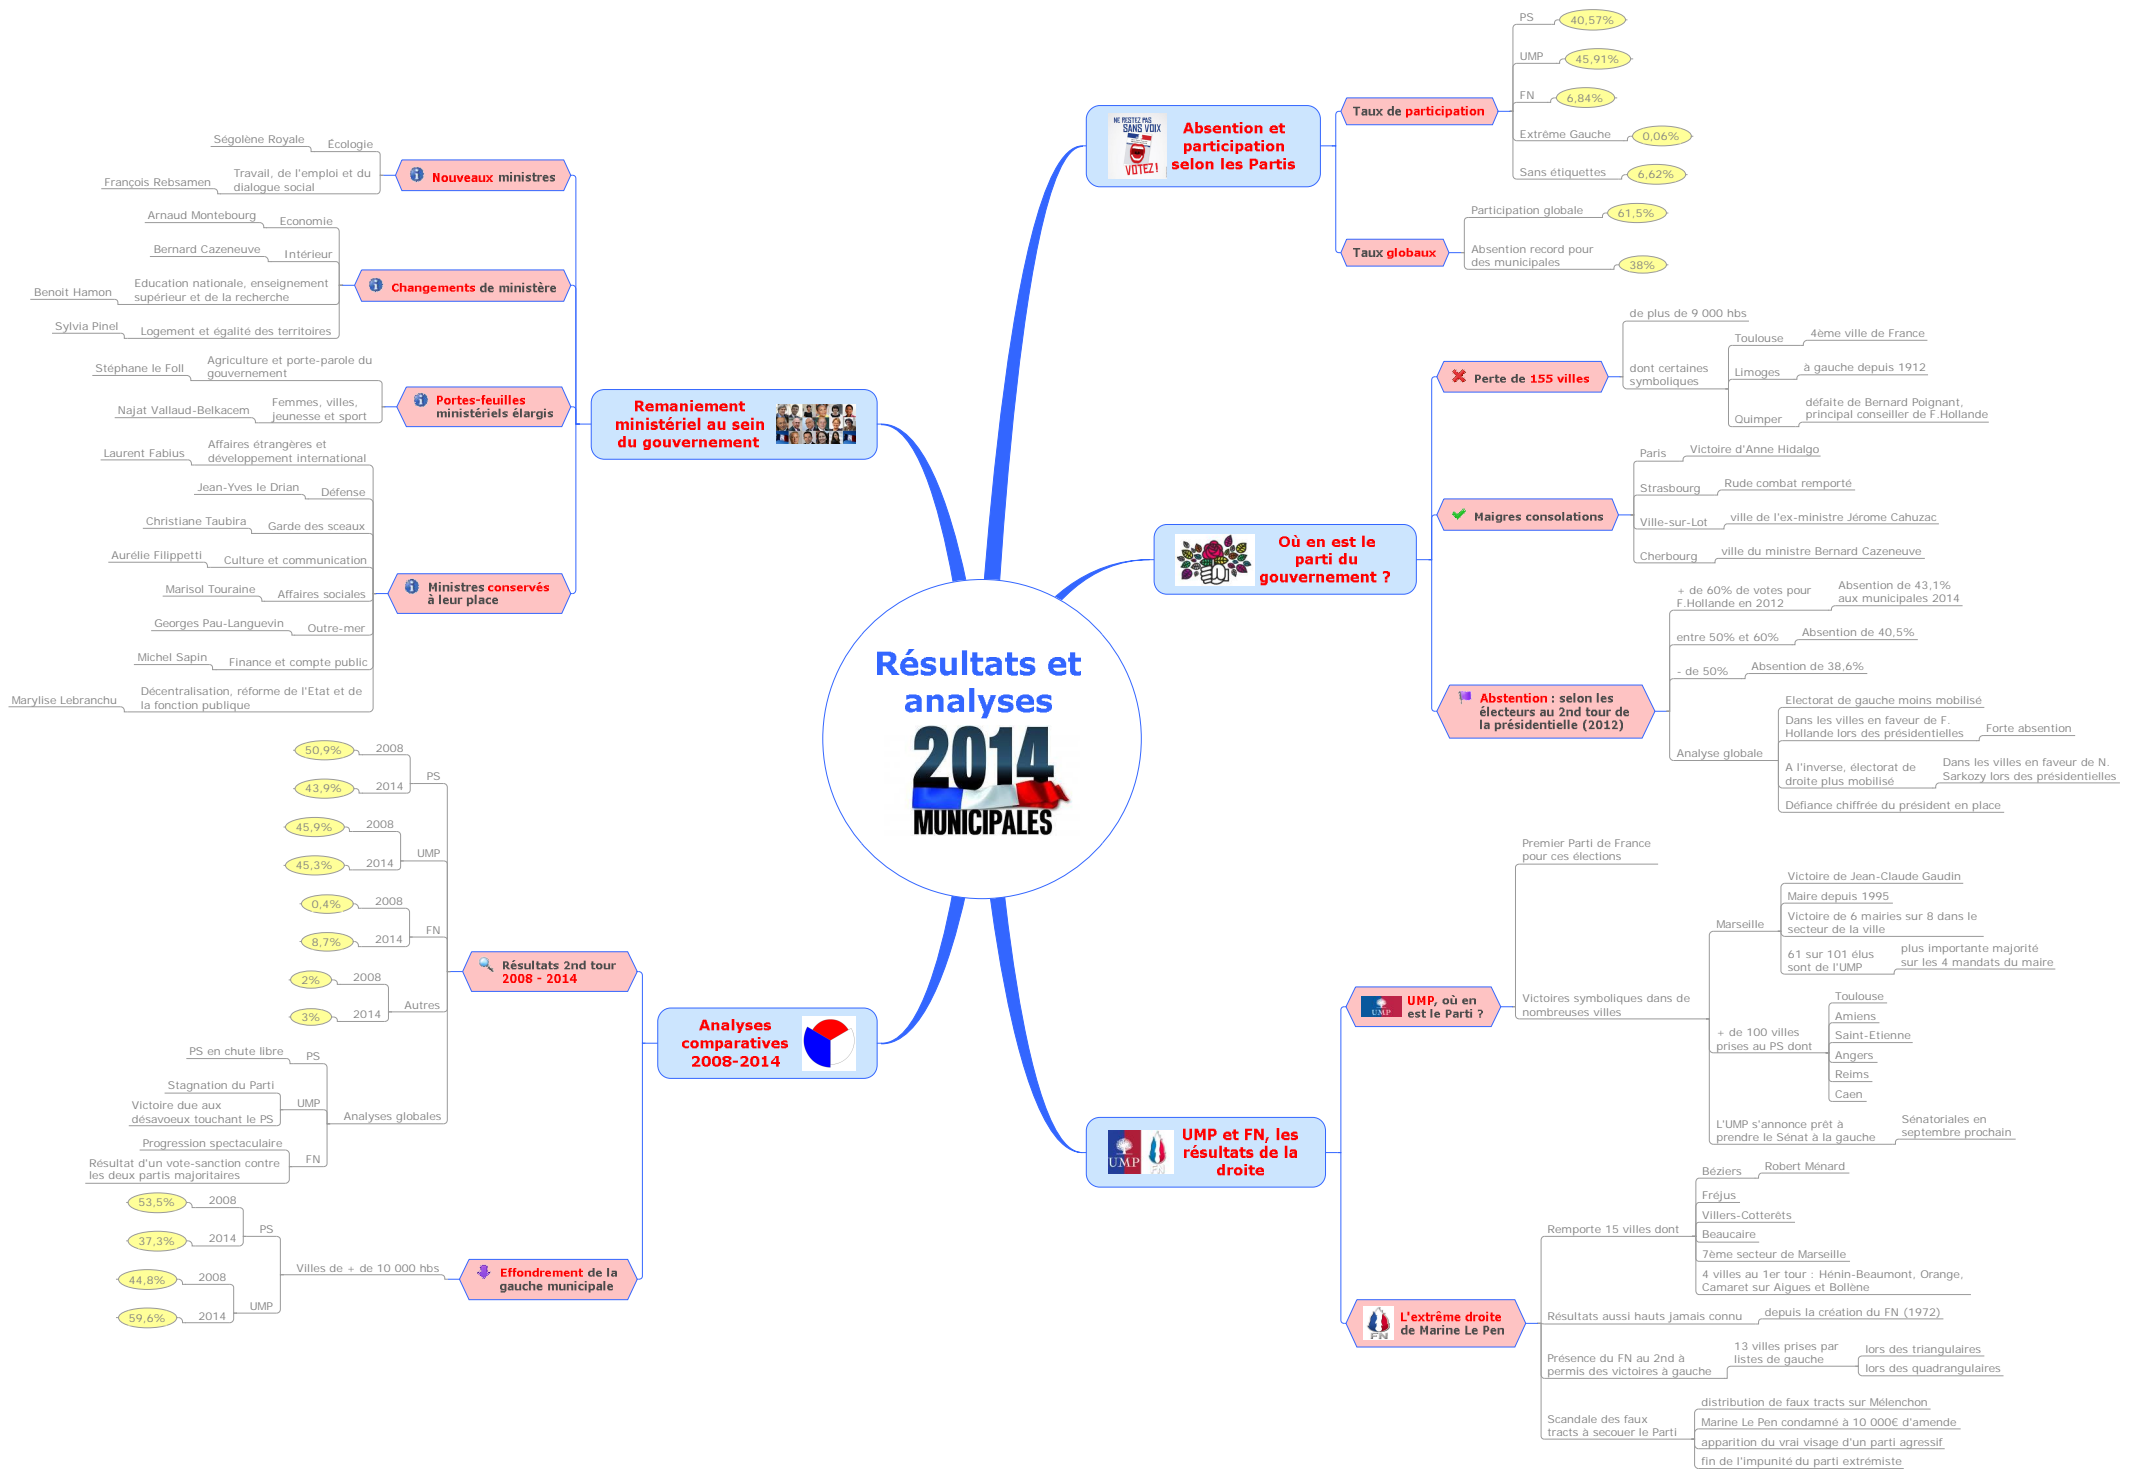 Résultats et
analyses
2014
MUNICIPALES
Absention et
participation
selon les Partis
NE RESTEZ PAS
SANS VOIX
VOTEZ!
Taux de participation
PS
40,57%
UMP
45,91%
FN
6,84%
Extrême Gauche
0,06%
Sans étiquettes
6,62%
Taux globaux
Participation globale
61,5%
Absention record pour
des municipales
38%
Où en est le
parti du
gouvernement ?
Perte de 155 villes
de plus de 9 000 hbs
dont certaines
symboliques
Toulouse
4ème ville de France
Limoges
à gauche depuis 1912
Quimper
défaite de Bernard Poignant,
principal conseiller de F.Hollande
Maigres consolations
Paris
Victoire d'Anne Hidalgo
Strasbourg
Rude combat remporté
Ville-sur-Lot
ville de l'ex-ministre Jérome Cahuzac
Cherbourg
ville du ministre Bernard Cazeneuve
Abstention : selon les
électeurs au 2nd tour de
la présidentielle (2012)
+ de 60% de votes pour
F.Hollande en 2012
Absention de 43,1%
aux municipales 2014
entre 50% et 60%
Absention de 40,5%
- de 50%
Absention de 38,6%
Analyse globale
Electorat de gauche moins mobilisé
Dans les villes en faveur de F.
Hollande lors des présidentielles
Forte absention
A l'inverse, électorat de
droite plus mobilisé
Dans les villes en faveur de N.
Sarkozy lors des présidentielles
Défiance chiffrée du président en place
UMP et FN, les
résultats de la
droite
UMP
FN
UMP, où en
est le Parti ?
UMP
Premier Parti de France
pour ces élections
Victoires symboliques dans de
nombreuses villes
Marseille
Victoire de Jean-Claude Gaudin
Maire depuis 1995
Victoire de 6 mairies sur 8 dans le
secteur de la ville
61 sur 101 élus
sont de l'UMP
plus importante majorité
sur les 4 mandats du maire
+ de 100 villes
prises au PS dont
Toulouse
Amiens
Saint-Etienne
Angers
Reims
Caen
L'UMP s'annonce prêt à
prendre le Sénat à la gauche
Sénatoriales en
septembre prochain
L'extrême droite
de Marine Le Pen
FN
Remporte 15 villes dont
Béziers
Robert Ménard
Fréjus
Villers-Cotterêts
Beaucaire
7ème secteur de Marseille
4 villes au 1er tour : Hénin-Beaumont, Orange,
Camaret sur Aigues et Bollène
Résultats aussi hauts jamais connu
depuis la création du FN (1972)
Présence du FN au 2nd à
permis des victoires à gauche
13 villes prises par
listes de gauche
lors des triangulaires
lors des quadrangulaires
Scandale des faux
tracts à secouer le Parti
distribution de faux tracts sur Mélenchon
Marine Le Pen condamné à 10 000€ d'amende
apparition du vrai visage d'un parti agressif
fin de l'impunité du parti extrémiste
Remaniement
ministériel au sein
du gouvernement
Nouveaux ministres
Écologie
Ségolène Royale
Travail, de l'emploi et du
dialogue social
François Rebsamen
Changements de ministère
Economie
Arnaud Montebourg
Intérieur
Bernard Cazeneuve
Education nationale, enseignement
supérieur et de la recherche
Benoit Hamon
Logement et égalité des territoires
Sylvia Pinel
Portes-feuilles
ministériels élargis
Agriculture et porte-parole du
gouvernement
Stéphane le Foll
Femmes, villes,
jeunesse et sport
Najat Vallaud-Belkacem
Ministres conservés
à leur place
Affaires étrangères et
développement international
Laurent Fabius
Défense
Jean-Yves le Drian
Garde des sceaux
Christiane Taubira
Culture et communication
Aurélie Filippetti
Affaires sociales
Marisol Touraine
Outre-mer
Georges Pau-Languevin
Finance et compte public
Michel Sapin
Décentralisation, réforme de l'Etat et de
la fonction publique
Marylise Lebranchu
Analyses
comparatives
2008-2014
Résultats 2nd tour
2008 - 2014
PS
2008
50,9%
2014
43,9%
UMP
2008
45,9%
2014
45,3%
FN
2008
0,4%
2014
8,7%
Autres
2008
2%
2014
3%
Analyses globales
PS
PS en chute libre
UMP
Stagnation du Parti
Victoire due aux
désavoeux touchant le PS
FN
Progression spectaculaire
Résultat d'un vote-sanction contre
les deux partis majoritaires
Effondrement de la
gauche municipale
Villes de + de 10 000 hbs
PS
2008
53,5%
2014
37,3%
UMP
2008
44,8%
2014
59,6%